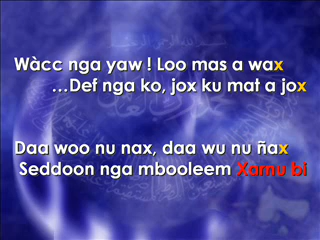 Wàcc nga yaw ! Loo mas a wax
...Def nga ko, jox ku mat a jox
Daa woo nu nax, daa wu nu ñax
Seddoon nga mbooleem Xamu bi